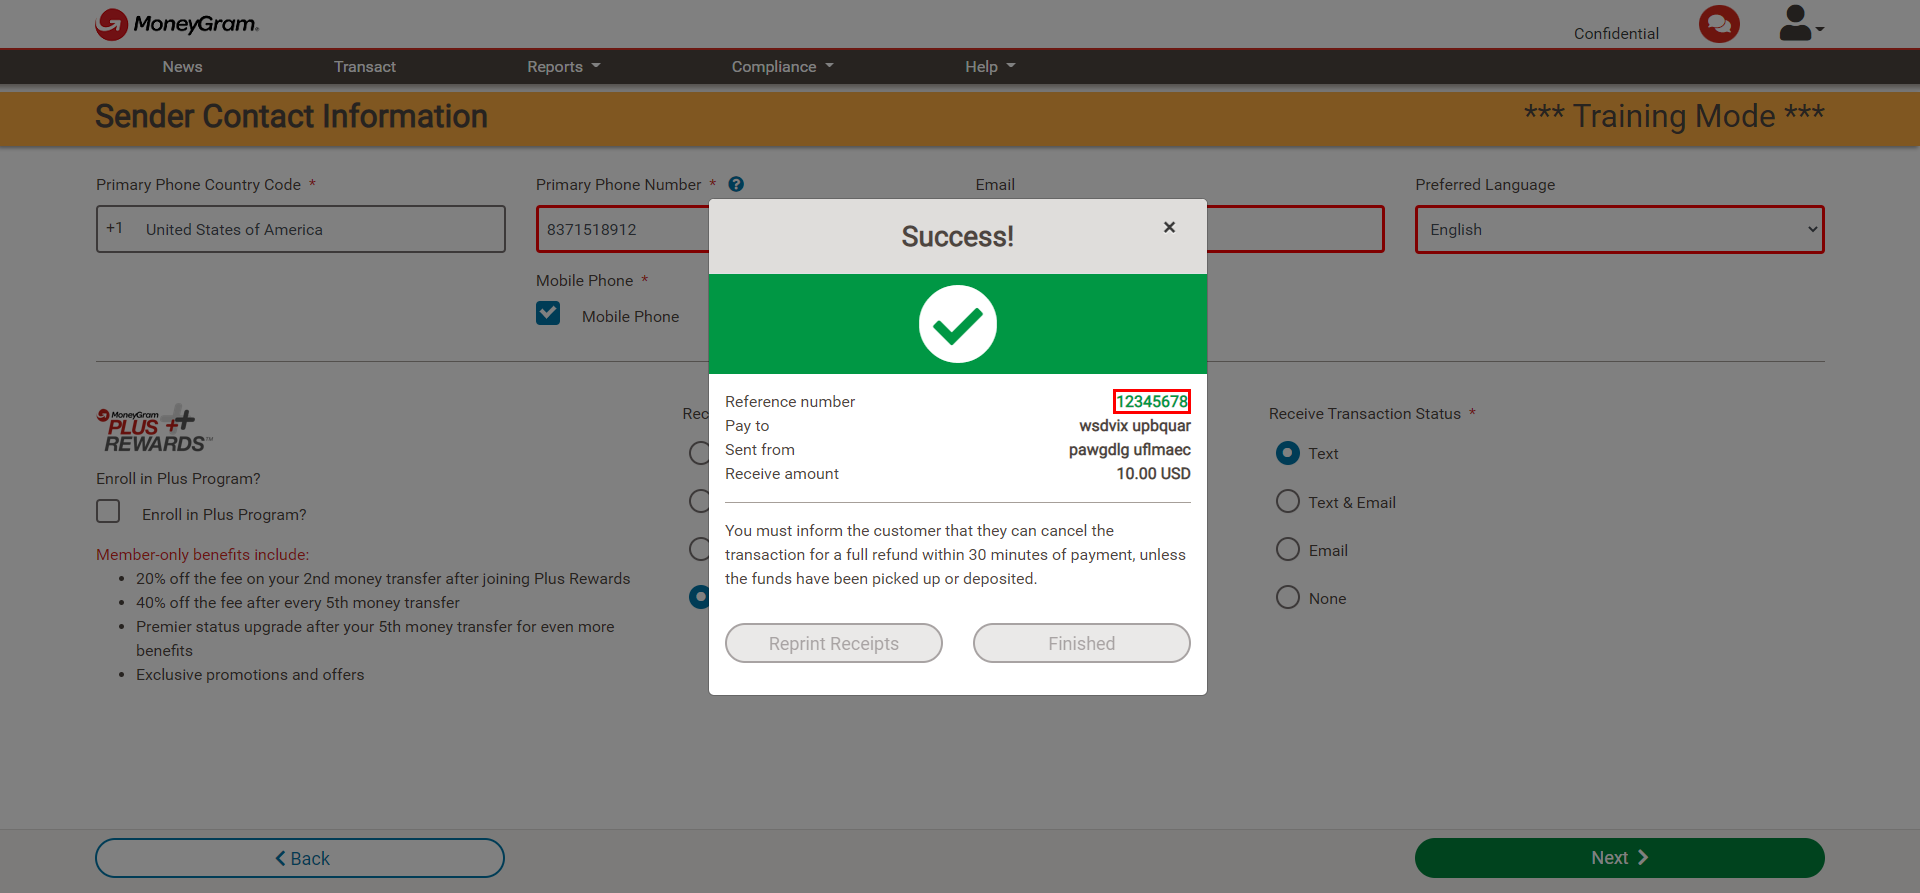 MoneyGram.
Confidential
News
Transact
Reports
Compliance
Help
Sender Contact Information
*** Training Mode ***
Primary Phone Country Code *
Primary Phone Number *
Email
Preferred Language
+1 United States of America
8371518912
English
Mobile Phone *
Mobile Phone
Success!
×
Reference number 12345678
Pay to wsdvix upbquar
Sent from pawgdlg uflmaec
Receive amount 10.00 USD
You must inform the customer that they can cancel the
transaction for a full refund within 30 minutes of payment, unless
the funds have been picked up or deposited.
Reprint Receipts
Finished
MoneyGram
PLUS ++
REWARDS™
Enroll in Plus Program?
Enroll in Plus Program?
Member-only benefits include:
• 20% off the fee on your 2nd money transfer after joining Plus Rewards
• 40% off the fee after every 5th money transfer
• Premier status upgrade after your 5th money transfer for even more
benefits
• Exclusive promotions and offers
Rec
Receive Transaction Status *
Text
Text & Email
Email
None
Back
Next